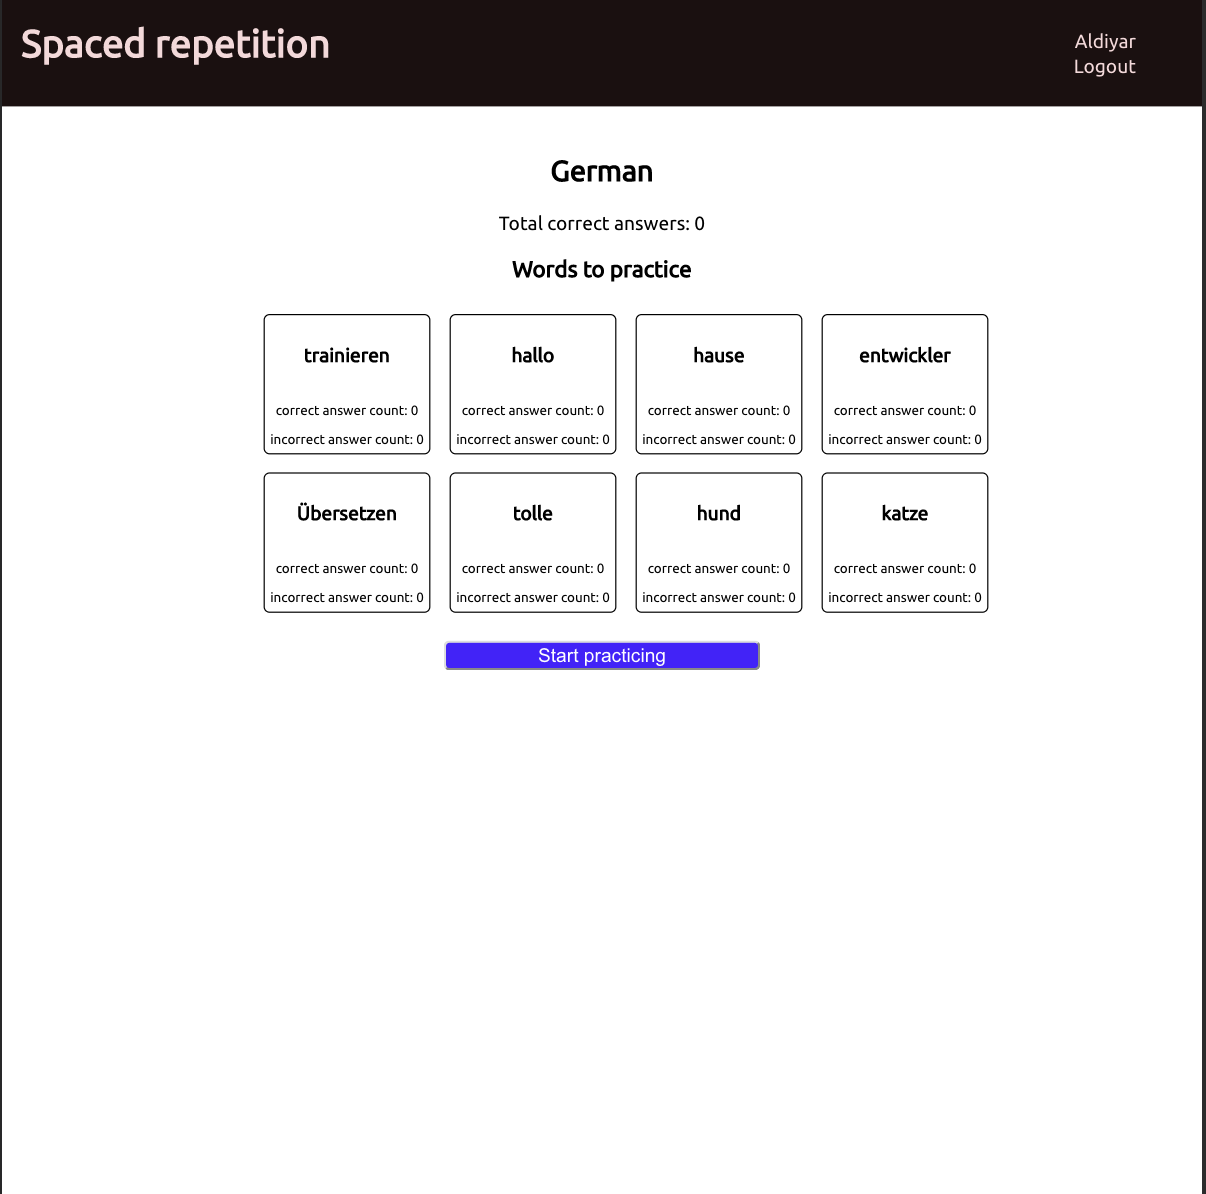 Spaced repetition
Aldiyar
Logout
German
Total correct answers: 0
Words to practice
trainieren
correct answer count: 0
incorrect answer count: 0
hallo
correct answer count: 0
incorrect answer count: 0
hause
correct answer count: 0
incorrect answer count: 0
entwickler
correct answer count: 0
incorrect answer count: 0
Übersetzen
correct answer count: 0
incorrect answer count: 0
tolle
correct answer count: 0
incorrect answer count: 0
hund
correct answer count: 0
incorrect answer count: 0
katze
correct answer count: 0
incorrect answer count: 0
Start practicing